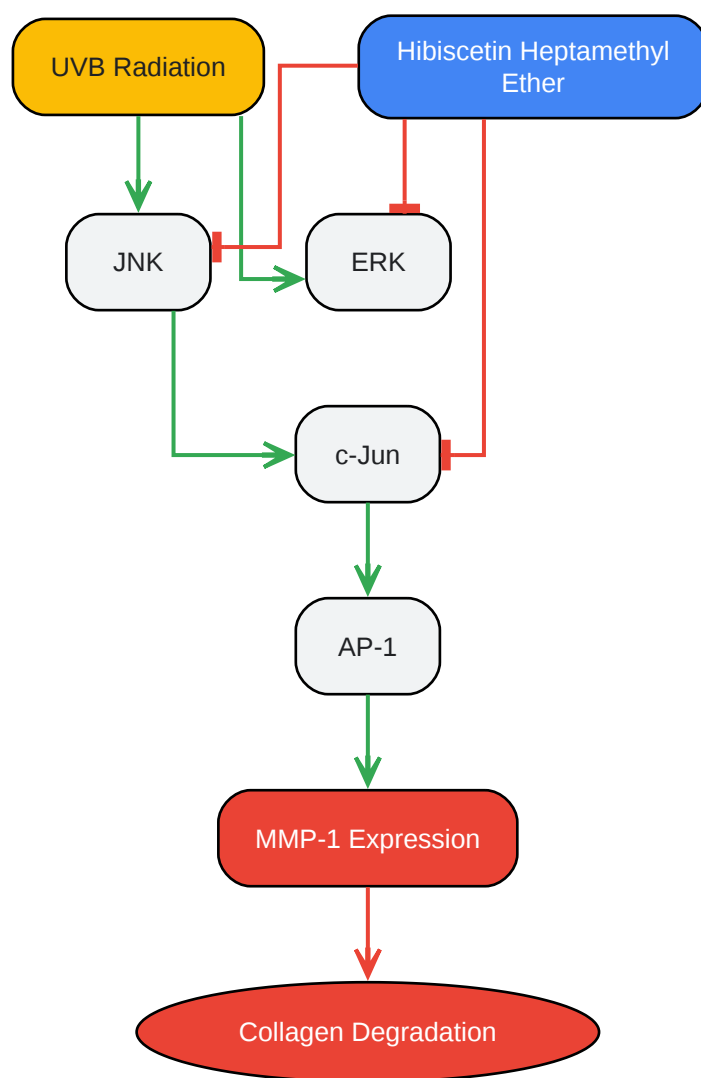 UVB Radiation
Hibiscetin Heptamethyl
Ether
JNK
ERK
c-Jun
AP-1
MMP-1 Expression
Collagen Degradation